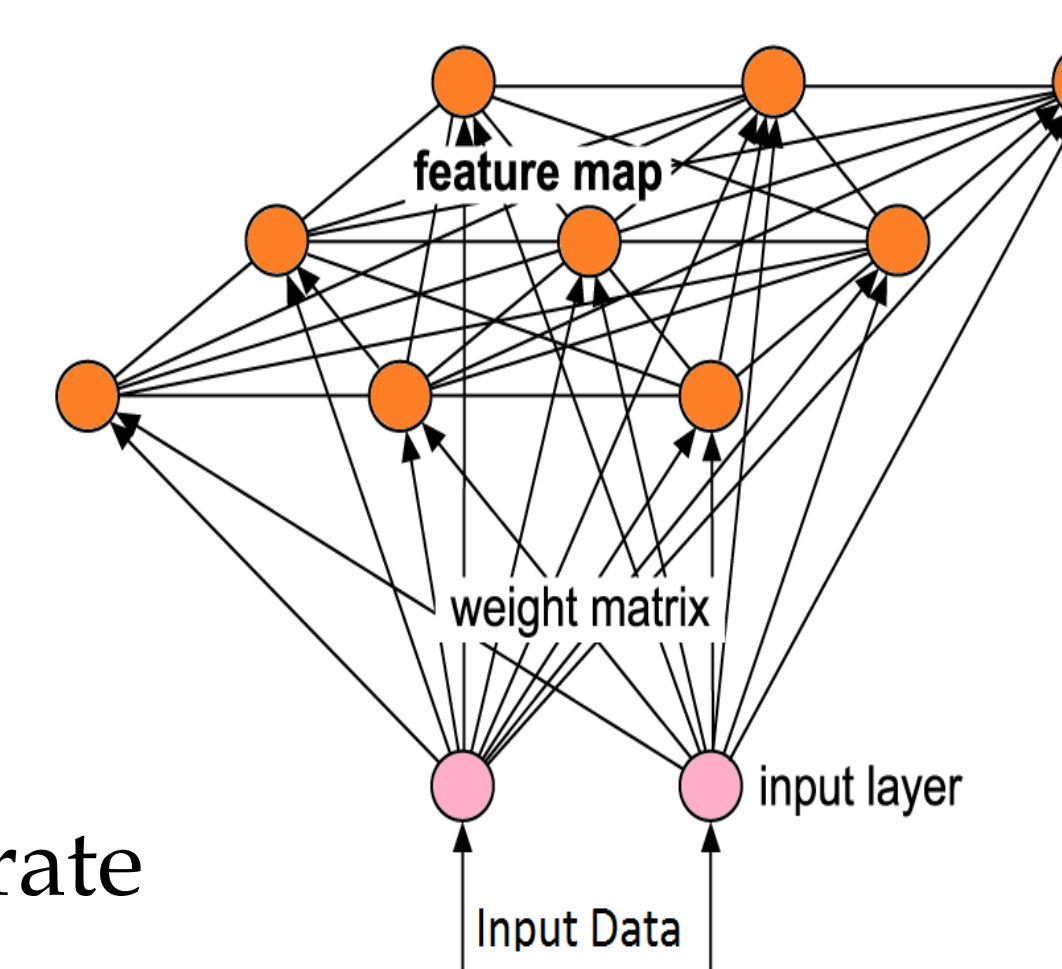 feature map
weight matrix
input layer
rate
Input Data